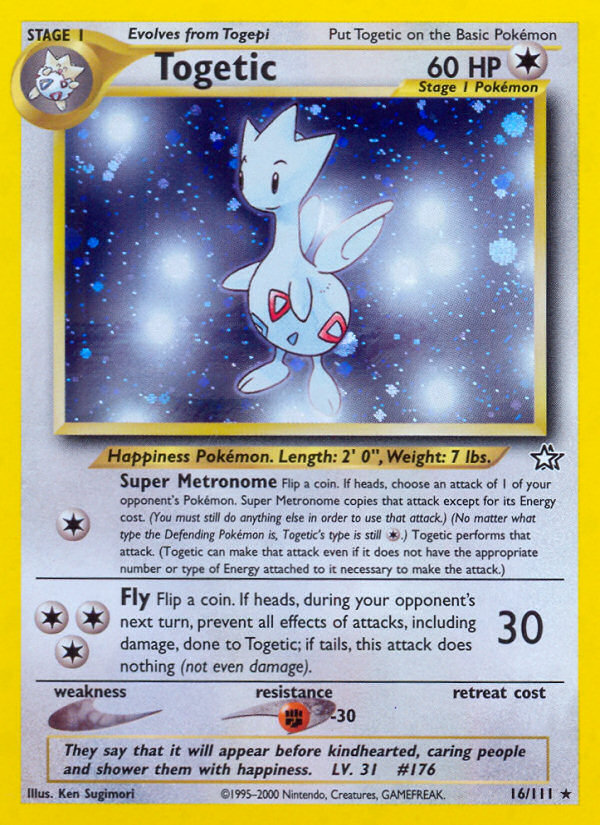 STAGE 1 Evolves from Togepi Put Togetic on the Basic Pokémon
Togetic 60 HP
Stage 1 Pokémon
Happiness Pokémon. Length: 2' 0", Weight: 7 lbs.
Super Metronome Flip a coin. If heads, choose an attack of 1 of your
opponent's Pokémon. Super Metronome copies that attack except for its Energy
cost. (You must still do anything else in order to use that attack.) (No matter what
type the Defending Pokémon is, Togetic's type is still .) Togetic performs that
attack. (Togetic can make that attack even if it does not have the appropriate
number or type of Energy attached to it necessary to make the attack.)
Fly Flip a coin. If heads, during your opponent's
next turn, prevent all effects of attacks, including
damage, done to Togetic; if tails, this attack does
nothing (not even damage).
30
weakness resistance retreat cost
-30
They say that it will appear before kindhearted, caring people
and shower them with happiness. LV. 31 #176
Illus. Ken Sugimori ©1995–2000 Nintendo, Creatures, GAMEFREAK. 16/111 ★